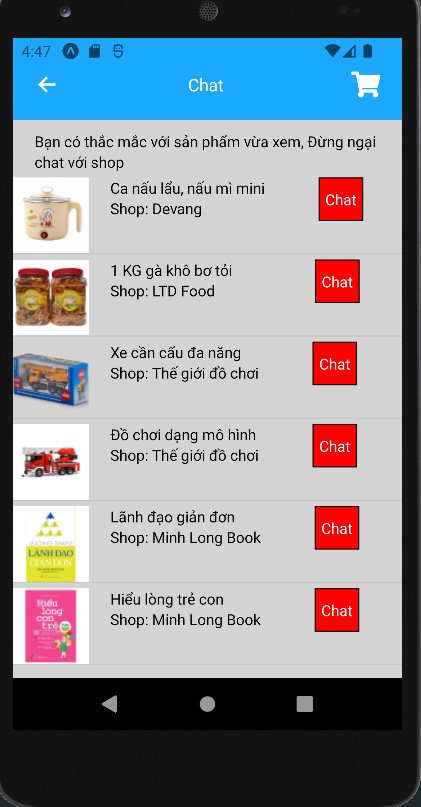 4:47
Chat
Bạn có thắc mắc với sản phẩm vừa xem, Đừng ngại
chat với shop
Ca nấu lẩu, nấu mì mini
Shop: Devang
Chat
1 KG gà khô bơ tỏi
Shop: LTD Food
Chat
Xe cần cẩu đa năng
Shop: Thế giới đồ chơi
Chat
Đồ chơi dạng mô hình
Shop: Thế giới đồ chơi
Chat
LEADING SIMPLE
LÃNH ĐẠO
GIẢN ĐƠN
Lãnh đạo giản đơn
Shop: Minh Long Book
Chat
Hiểu
lòng
con
trẻ
Hiểu lòng trẻ con
Shop: Minh Long Book
Chat